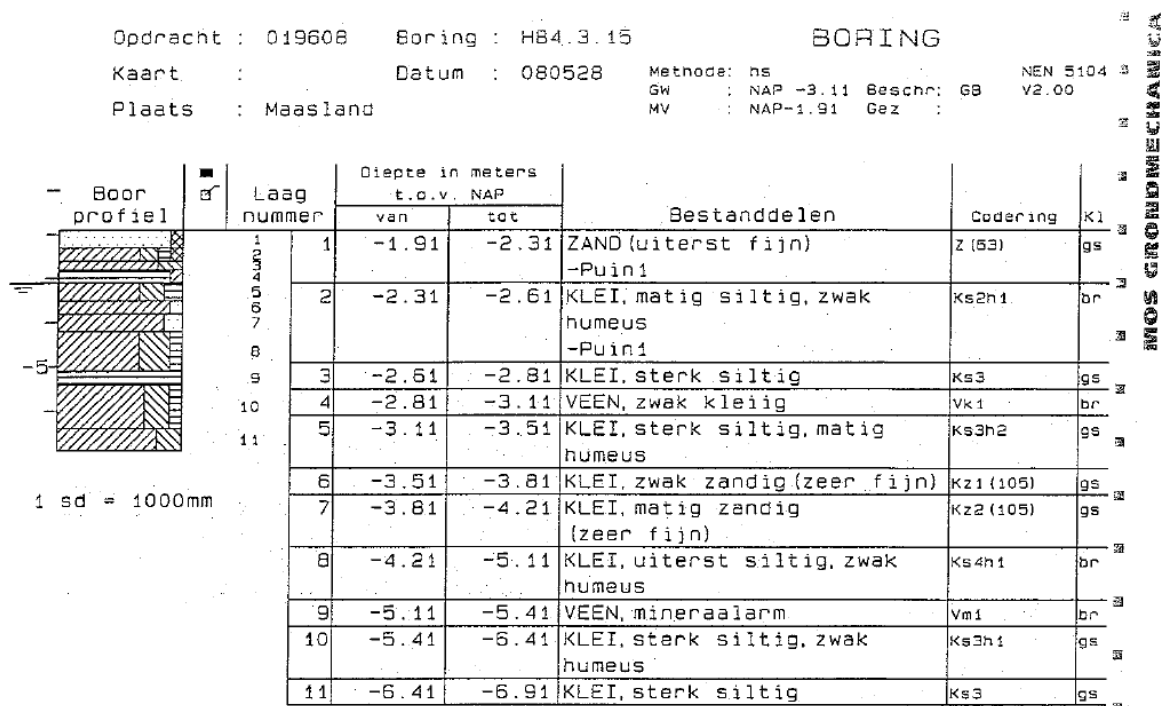 Opdracht : 019608 Boring : H84.3.15 BORING
Kaart : Datum : 080528 Methode: hs NEN 5104
GW : NAP -3.11 Beschr: GB V2.00
Plaats : Maasland MV : NAP-1.91 Gez :
MOS GRONDMECHANICA
Boor profiel Laag nummer Diepte in meters t.o.v. NAP van tot Bestanddelen Codering Kl
1 1 -1.91 -2.31 ZAND (uiterst fijn) Z (53) gs
-Puin1
2 2 -2.31 -2.61 KLEI, matig siltig, zwak Ks2h1 br
humeus
-Puin1
3 3 -2.61 -2.81 KLEI, sterk siltig Ks3 gs
4 4 -2.81 -3.11 VEEN, zwak kleiig Vk1 br
5 5 -3.11 -3.51 KLEI, sterk siltig, matig Ks3h2 gs
humeus
6 6 -3.51 -3.81 KLEI, zwak zandig (zeer fijn) Kz1 (105) gs
7 7 -3.81 -4.21 KLEI, matig zandig Kz2 (105) gs
(zeer fijn)
8 8 -4.21 -5.11 KLEI, uiterst siltig, zwak Ks4h1 br
humeus
9 9 -5.11 -5.41 VEEN, mineraalarm Vm1 br
10 10 -5.41 -6.41 KLEI, sterk siltig, zwak Ks3h1 gs
humeus
11 11 -6.41 -6.91 KLEI, sterk siltig Ks3 gs
-5
1 sd = 1000mm